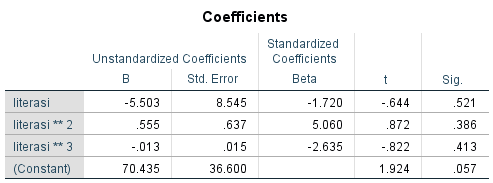 Coefficients
Unstandardized Coefficients Standardized Coefficients
B Std. Error Beta t Sig.
literasi -5.503 8.545 -1.720 -.644 .521
literasi ** 2 .555 .637 5.060 .872 .386
literasi ** 3 -.013 .015 -2.635 -.822 .413
(Constant) 70.435 36.600 1.924 .057